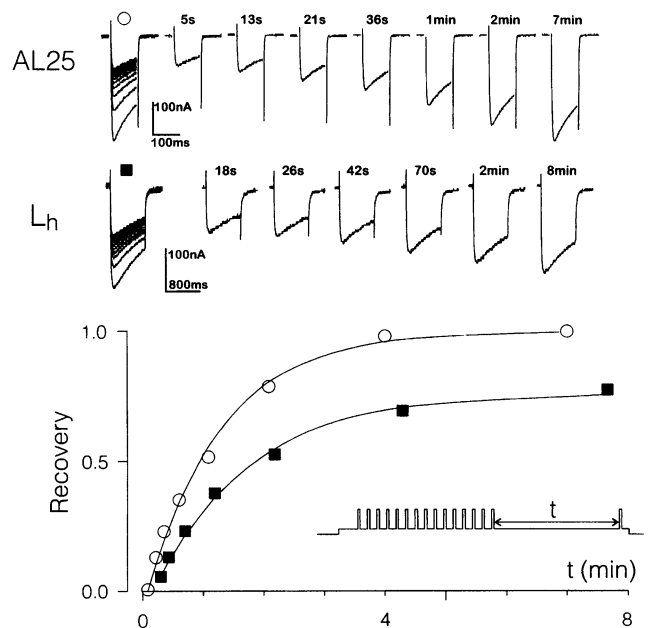 5s 13s 21s 36s 1min 2min 7min
AL25
100nA
100ms
18s 26s 42s 70s 2min 8min
Lh
100nA
800ms
1.0
Recovery
0.5
t
t (min)
0.0
0 4 8